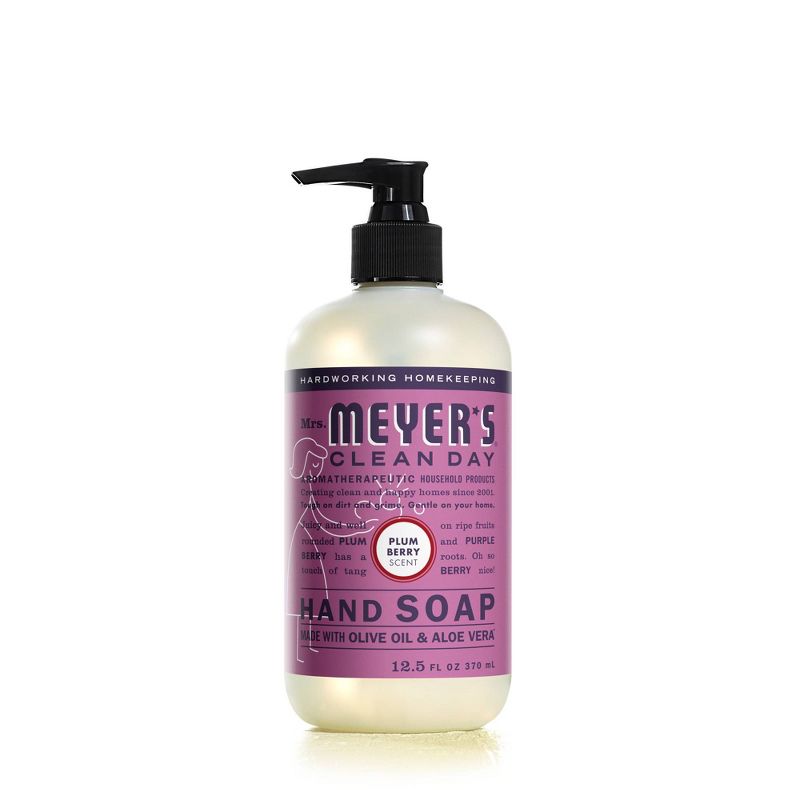 HARDWORKING HOMEKEEPING
Mrs. MEYER'S
CLEAN DAY
AROMATHERAPEUTIC HOUSEHOLD PRODUCTS
Creating clean and happy homes since 2001.
Tough on dirt and grime. Gentle on your home.
Juicy and well on ripe fruits
rounded PLUM and PURPLE
BERRY has a roots. Oh so
touch of tang BERRY nice!
PLUM
BERRY
SCENT
HAND SOAP
MADE WITH OLIVE OIL & ALOE VERA*
12.5 FL OZ 370 mL